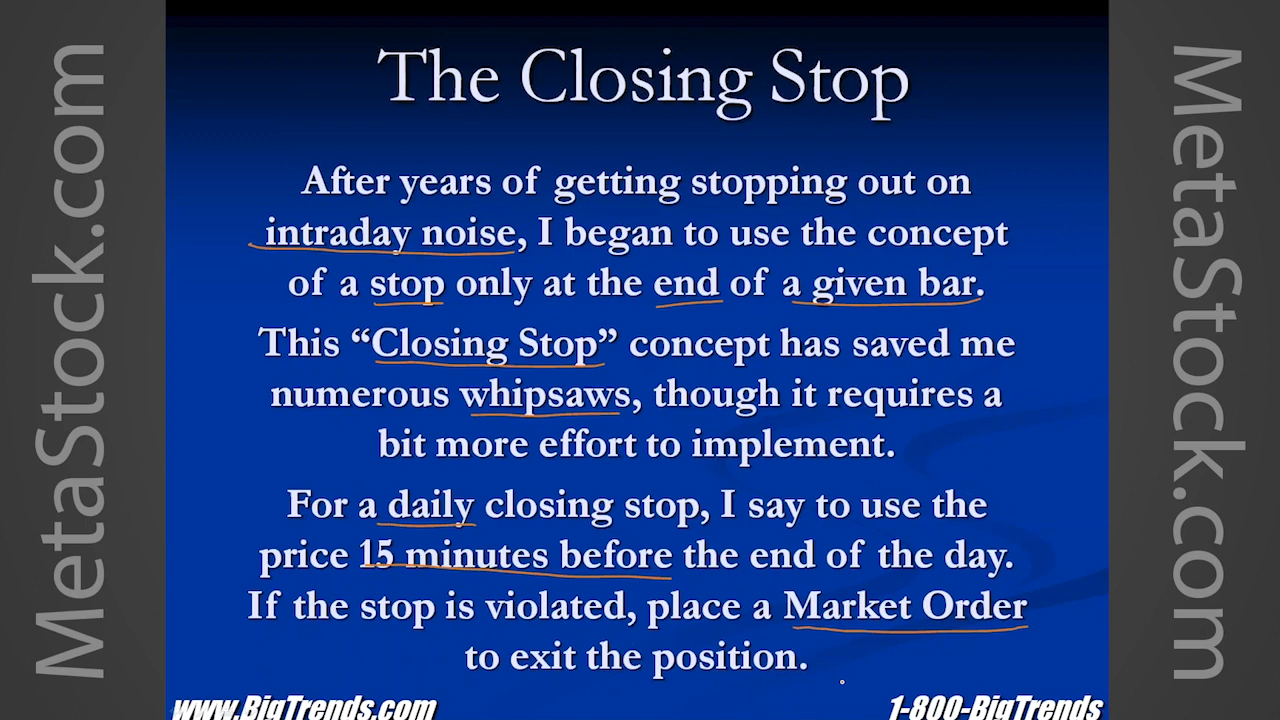 MetaStock.com
The Closing Stop
After years of getting stopping out on
intraday noise, I began to use the concept
of a stop only at the end of a given bar.
This “Closing Stop” concept has saved me
numerous whipsaws, though it requires a
bit more effort to implement.
For a daily closing stop, I say to use the
price 15 minutes before the end of the day.
If the stop is violated, place a Market Order
to exit the position.
www.BigTrends.com
1-800-BigTrends
MetaStock.com